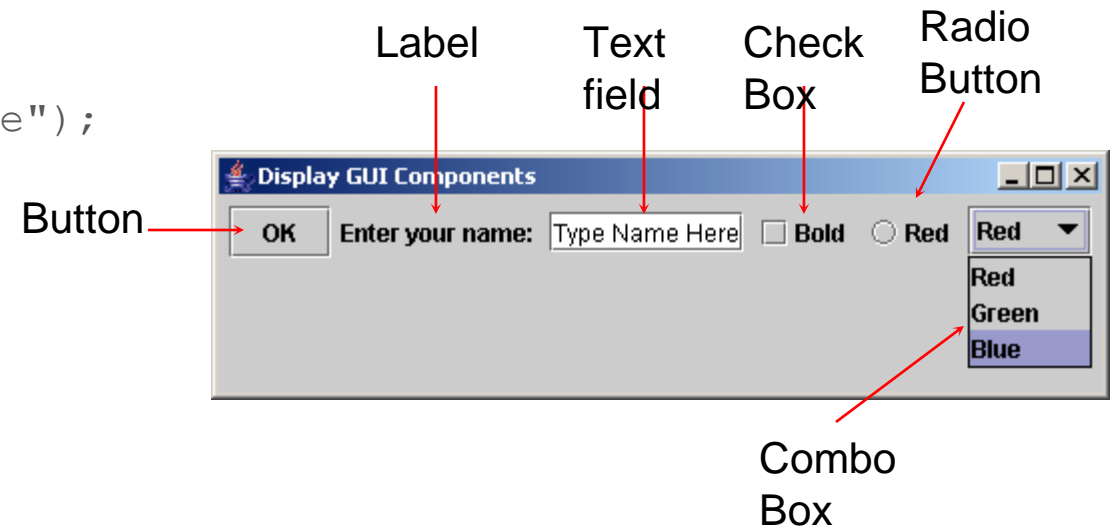 Label
Text
field
Check
Box
Radio
Button
e");
Display GUI Components
Button
OK
Enter your name:
Type Name Here
Bold
Red
Red
Red
Green
Blue
Combo
Box